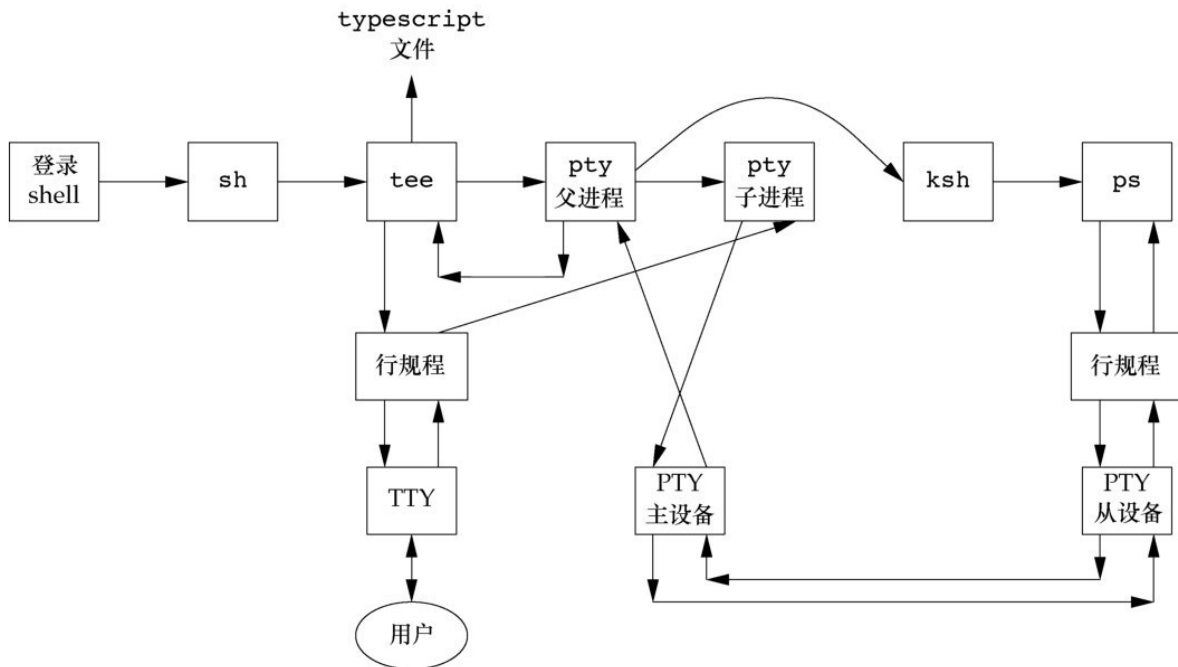 typescript
文件
登录
shell
sh
tee
pty
父进程
pty
子进程
ksh
ps
行规程
行规程
TTY
PTY
主设备
PTY
从设备
用户